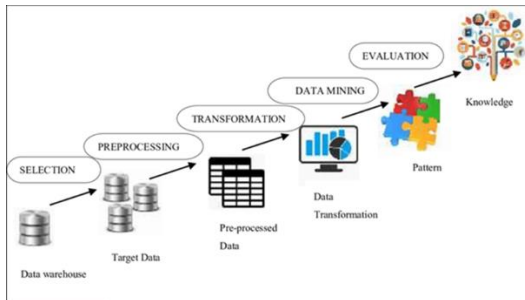 EVALUATION
Knowledge
DATA MINING
Pattern
TRANSFORMATION
Data
Transformation
PREPROCESSING
Pre-processed
Data
SELECTION
Target Data
Data warehouse